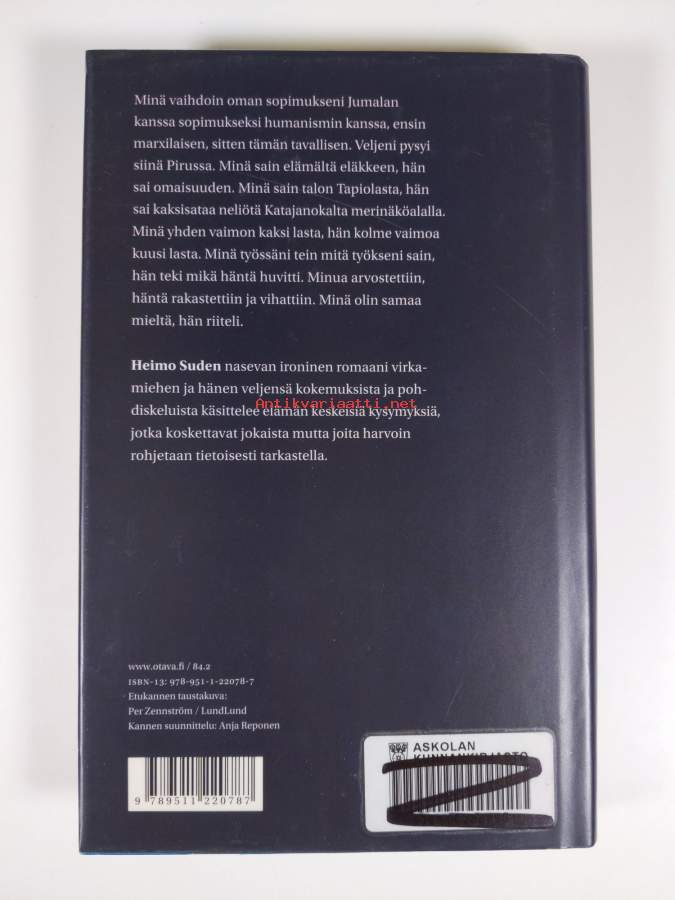 Minä vaihdoin oman sopimukseni Jumalan
kanssa sopimukseksi humanismin kanssa, ensin
marxilaisen, sitten tämän tavallisen. Veljeni pysyi
siinä Pirussa. Minä sain elämältä eläkkeen, hän
sai omaisuuden. Minä sain talon Tapiolasta, hän
sai kaksisataa neliötä Katajanokalta merinäköalalla.
Minä yhden vaimon kaksi lasta, hän kolme vaimoa
kuusi lasta. Minä työssäni tein mitä työkseni sain,
hän teki mikä häntä huvitti. Minua arvostettiin,
häntä rakastettiin ja vihattiin. Minä olin samaa
mieltä, hän riiteli.
Heimo Suden nasevan ironinen romaani virka-
miehen ja hänen veljensä kokemuksista ja poh-
diskeluista käsittelee elämän keskeisiä kysymyksiä,
Antikvariaatti.net
jotka koskettavat jokaista mutta joita harvoin
rohjetaan tietoisesti tarkastella.
www.otava.fi / 84.2
ISBN-13: 978-951-1-22078-7
Etukannen taustakuva:
Per Zennström / LundLund
Kannen suunnittelu: Anja Reponen
9 789511 220787
ASKOLAN
KUNNANKIRJASTO